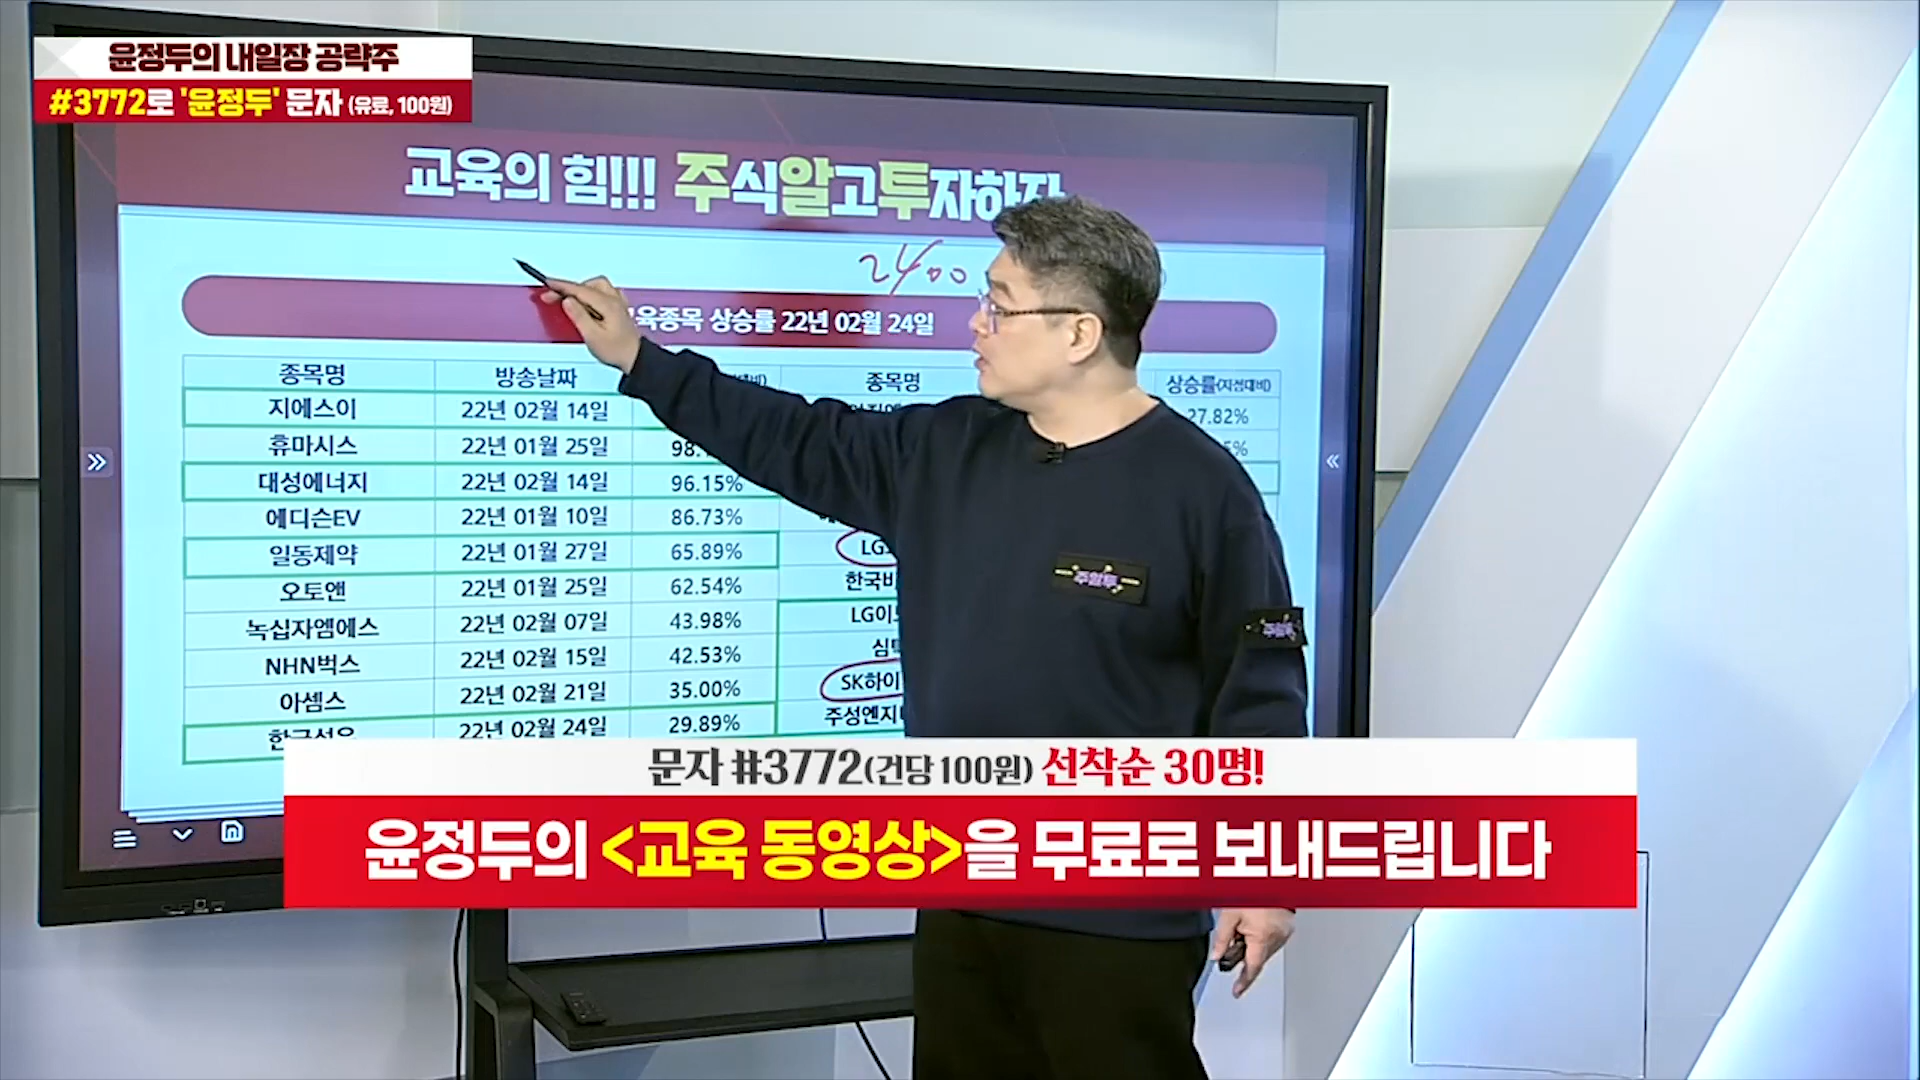 윤정두의 내일장 공략주
#3772로 '윤정두' 문자 (유료, 100원)
교육의 힘!!! 주식알고투자하자
2400
육종목 상승률 22년 02월 24일
종목명 방송날짜 종목명 상승률(저점대비)
지에스이 22년 02월 14일 27.82%
휴마시스 22년 01월 25일
대성에너지 22년 02월 14일 96.15%
에디슨EV 22년 01월 10일 86.73%
일동제약 22년 01월 27일 65.89%
오토앤 22년 01월 25일 62.54%
녹십자엠에스 22년 02월 07일 43.98%
NHN벅스 22년 02월 15일 42.53%
아셈스 22년 02월 21일 35.00% SK하이
22년 02월 24일 29.89% 주성엔지
주알투
문자 #3772(건당 100원) 선착순 30명!
윤정두의 <교육 동영상>을 무료로 보내드립니다